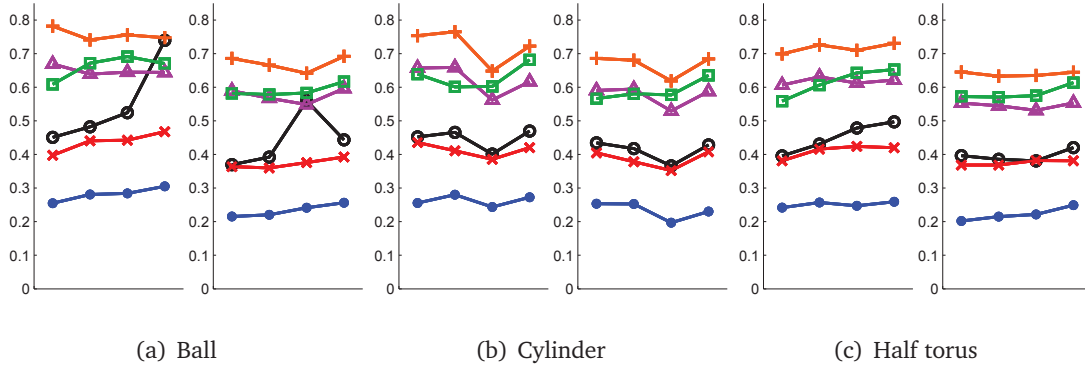 0.8 0.8 0.8 0.8 0.8 0.8
0.7 0.7 0.7 0.7 0.7 0.7
0.6 0.6 0.6 0.6 0.6 0.6
0.5 0.5 0.5 0.5 0.5 0.5
0.4 0.4 0.4 0.4 0.4 0.4
0.3 0.3 0.3 0.3 0.3 0.3
0.2 0.2 0.2 0.2 0.2 0.2
0.1 0.1 0.1 0.1 0.1 0.1
0 0 0 0 0 0
(a) Ball (b) Cylinder (c) Half torus